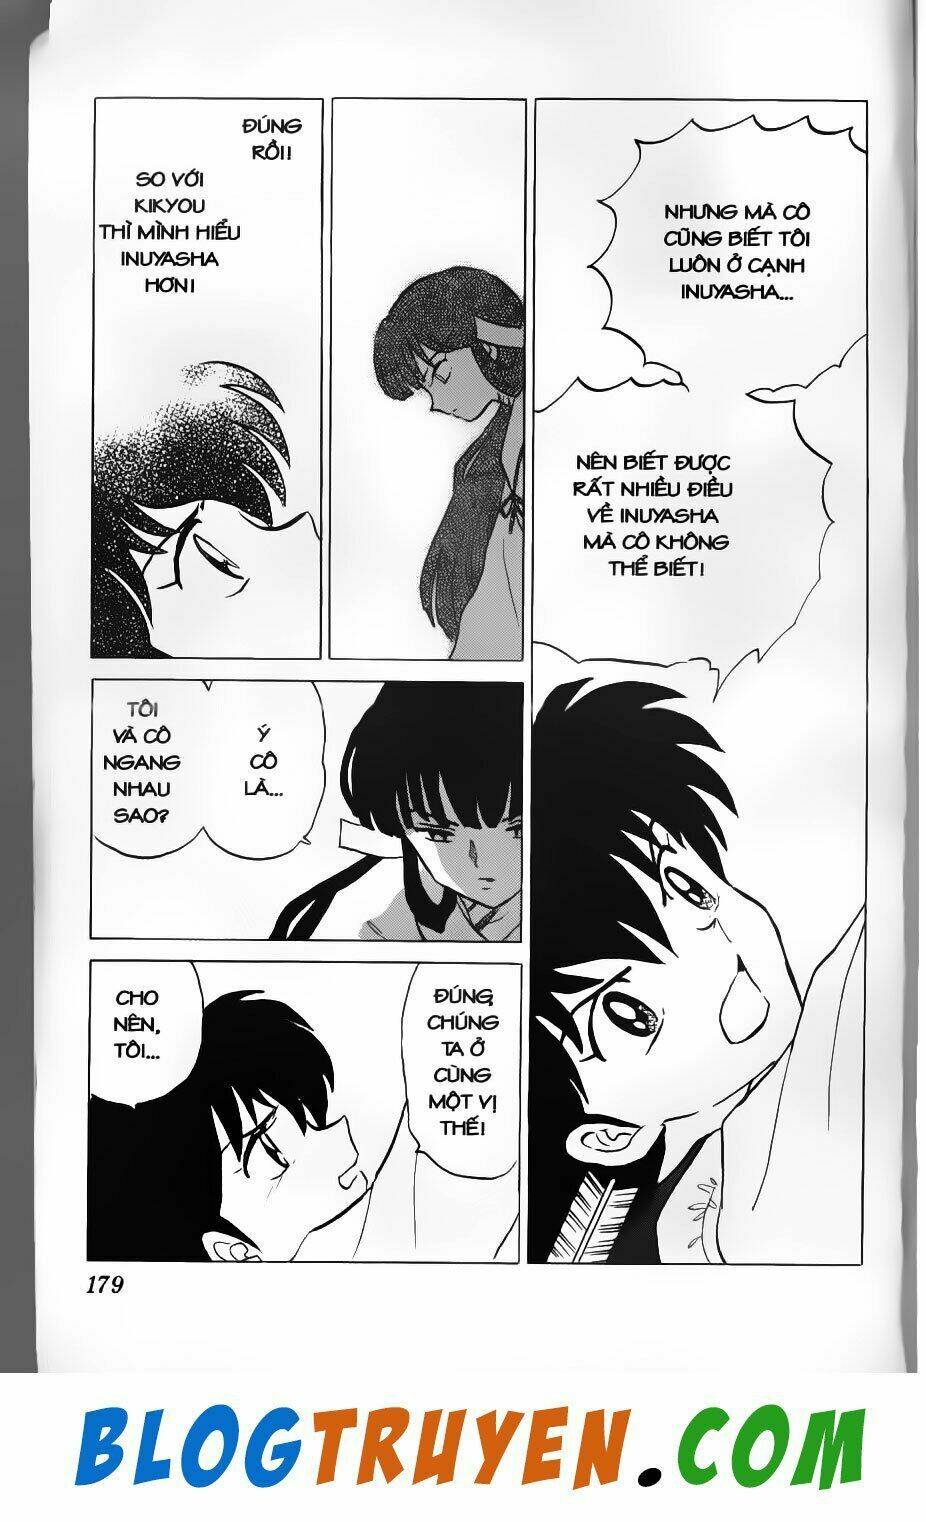 NHƯNG MÀ CÔ
CŨNG BIẾT TÔI
LUÔN Ở CẠNH
INUYASHA...
NÊN BIẾT ĐƯỢC
RẤT NHIỀU ĐIỀU
VỀ INUYASHA
MÀ CÔ KHÔNG
THỂ BIẾT!
ĐÚNG
RỒI!
SO VỚI
KIKYOU
THÌ MÌNH HIỂU
INUYASHA
HƠN!
Ý
CÔ
LÀ...
TÔI
VÀ CÔ
NGANG
NHAU
SAO?
ĐÚNG,
CHÚNG
TA Ở
CÙNG
MỘT VỊ
THẾ!
CHO
NÊN,
TÔI...
179
BLOGTRUYEN.COM